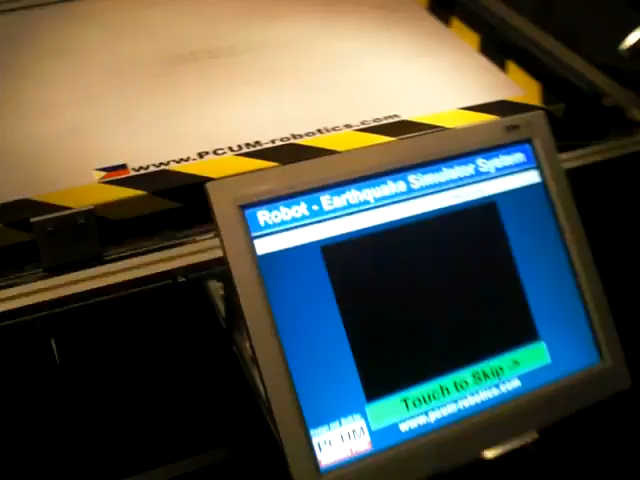 www.PCUM-robotics.com
Robot - Earthquake Simulator System
Touch to Skip ->
www.pcum-robotics.com
PCUM